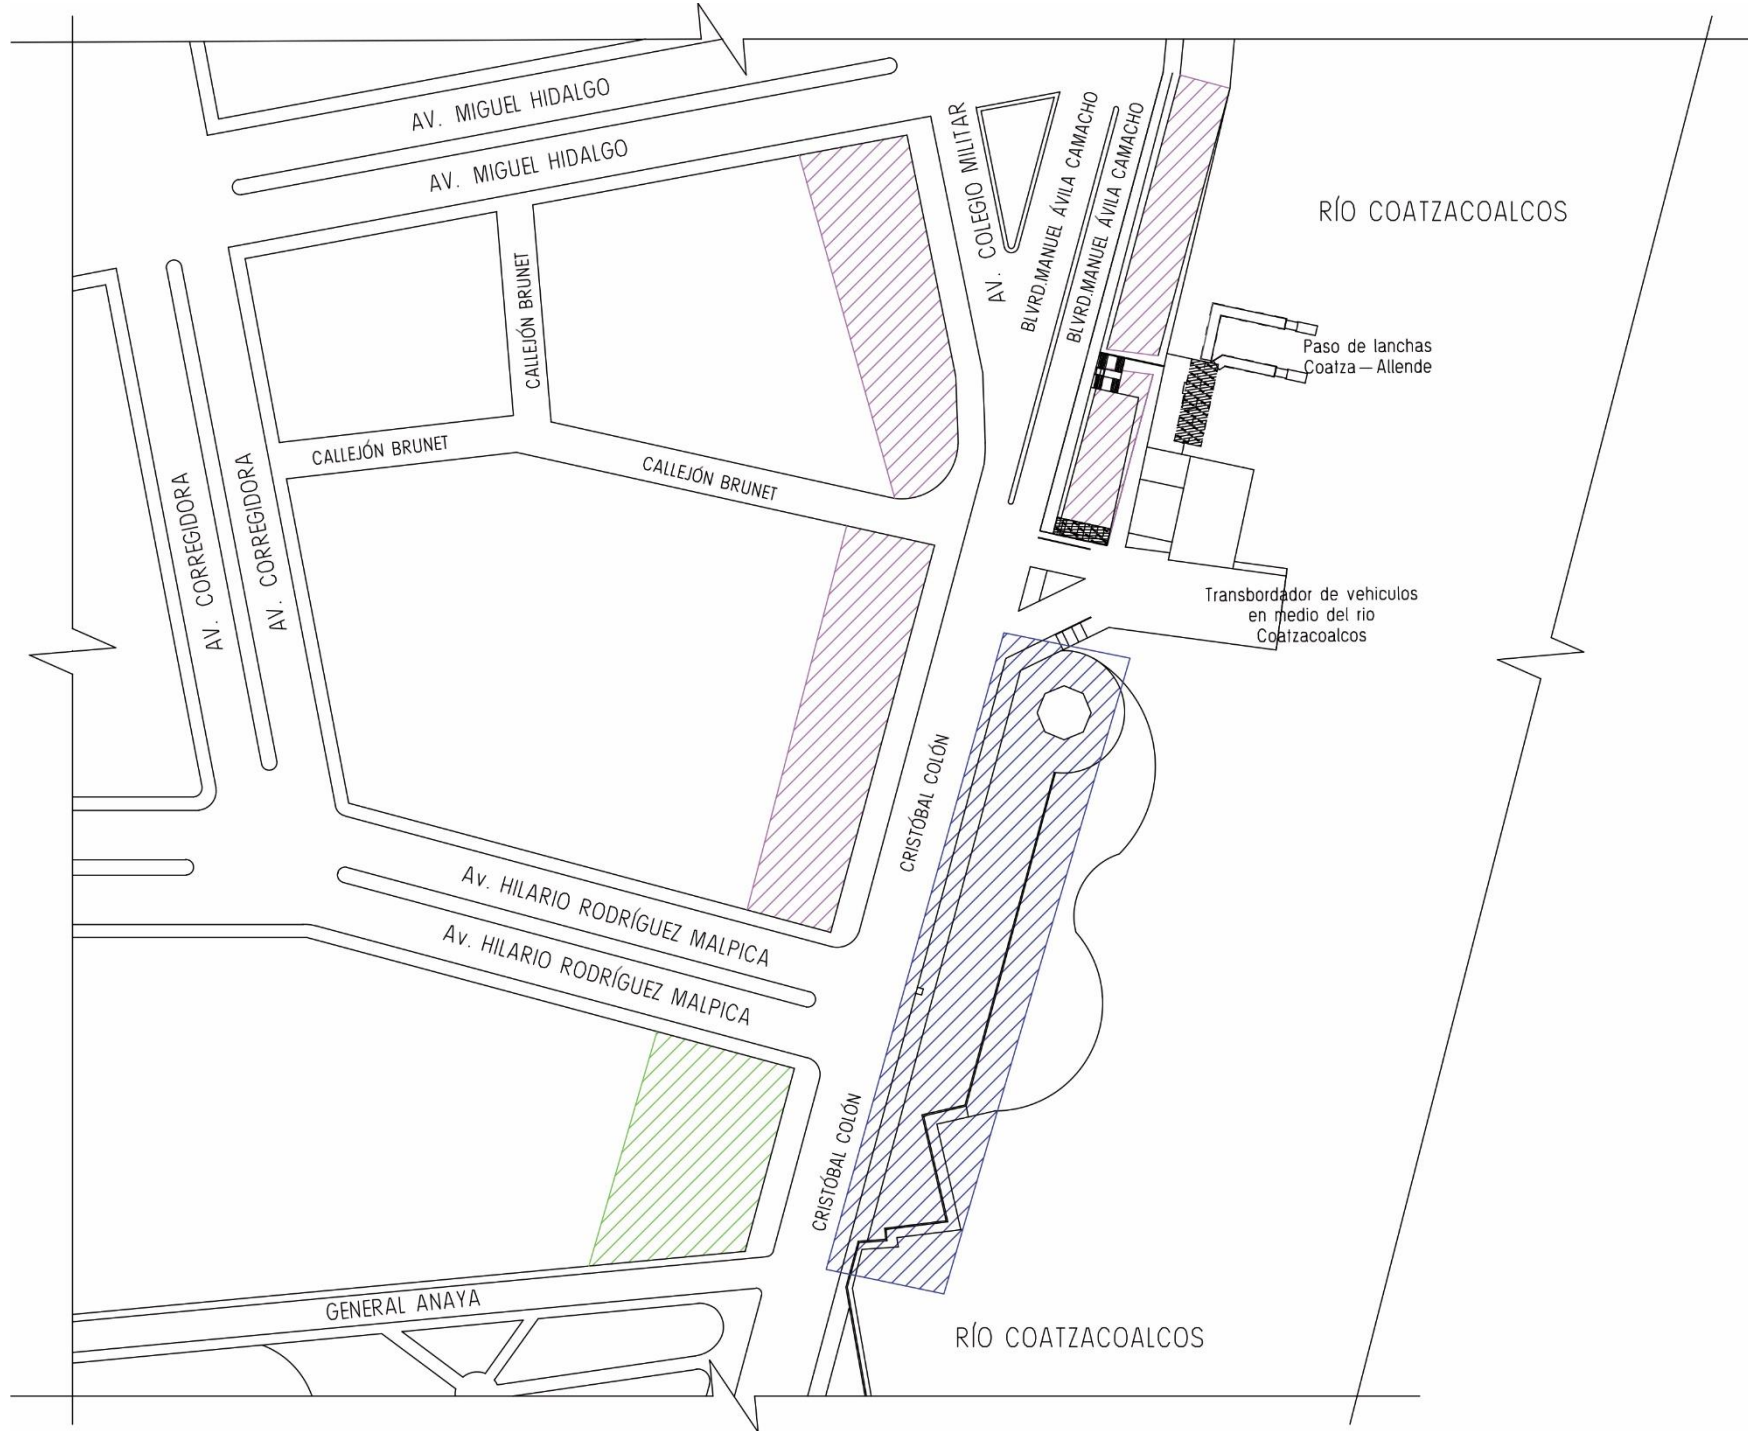 AV. MIGUEL HIDALGO
AV. MIGUEL HIDALGO
AV. COLEGIO MILITAR
BLVRD.MANUEL ÁVILA CAMACHO
BLVRD.MANUEL ÁVILA CAMACHO
RÍO COATZACOALCOS
CALLEJÓN BRUNET
Paso de lanchas
Coatza — Allende
CALLEJÓN BRUNET
CALLEJÓN BRUNET
AV. CORREGIDORA
AV. CORREGIDORA
Transbordador de vehiculos
en medio del rio
Coatzacoalcos
CRISTÓBAL COLÓN
Av. HILARIO RODRÍGUEZ MALPICA
Av. HILARIO RODRÍGUEZ MALPICA
CRISTÓBAL COLÓN
GENERAL ANAYA
RÍO COATZACOALCOS